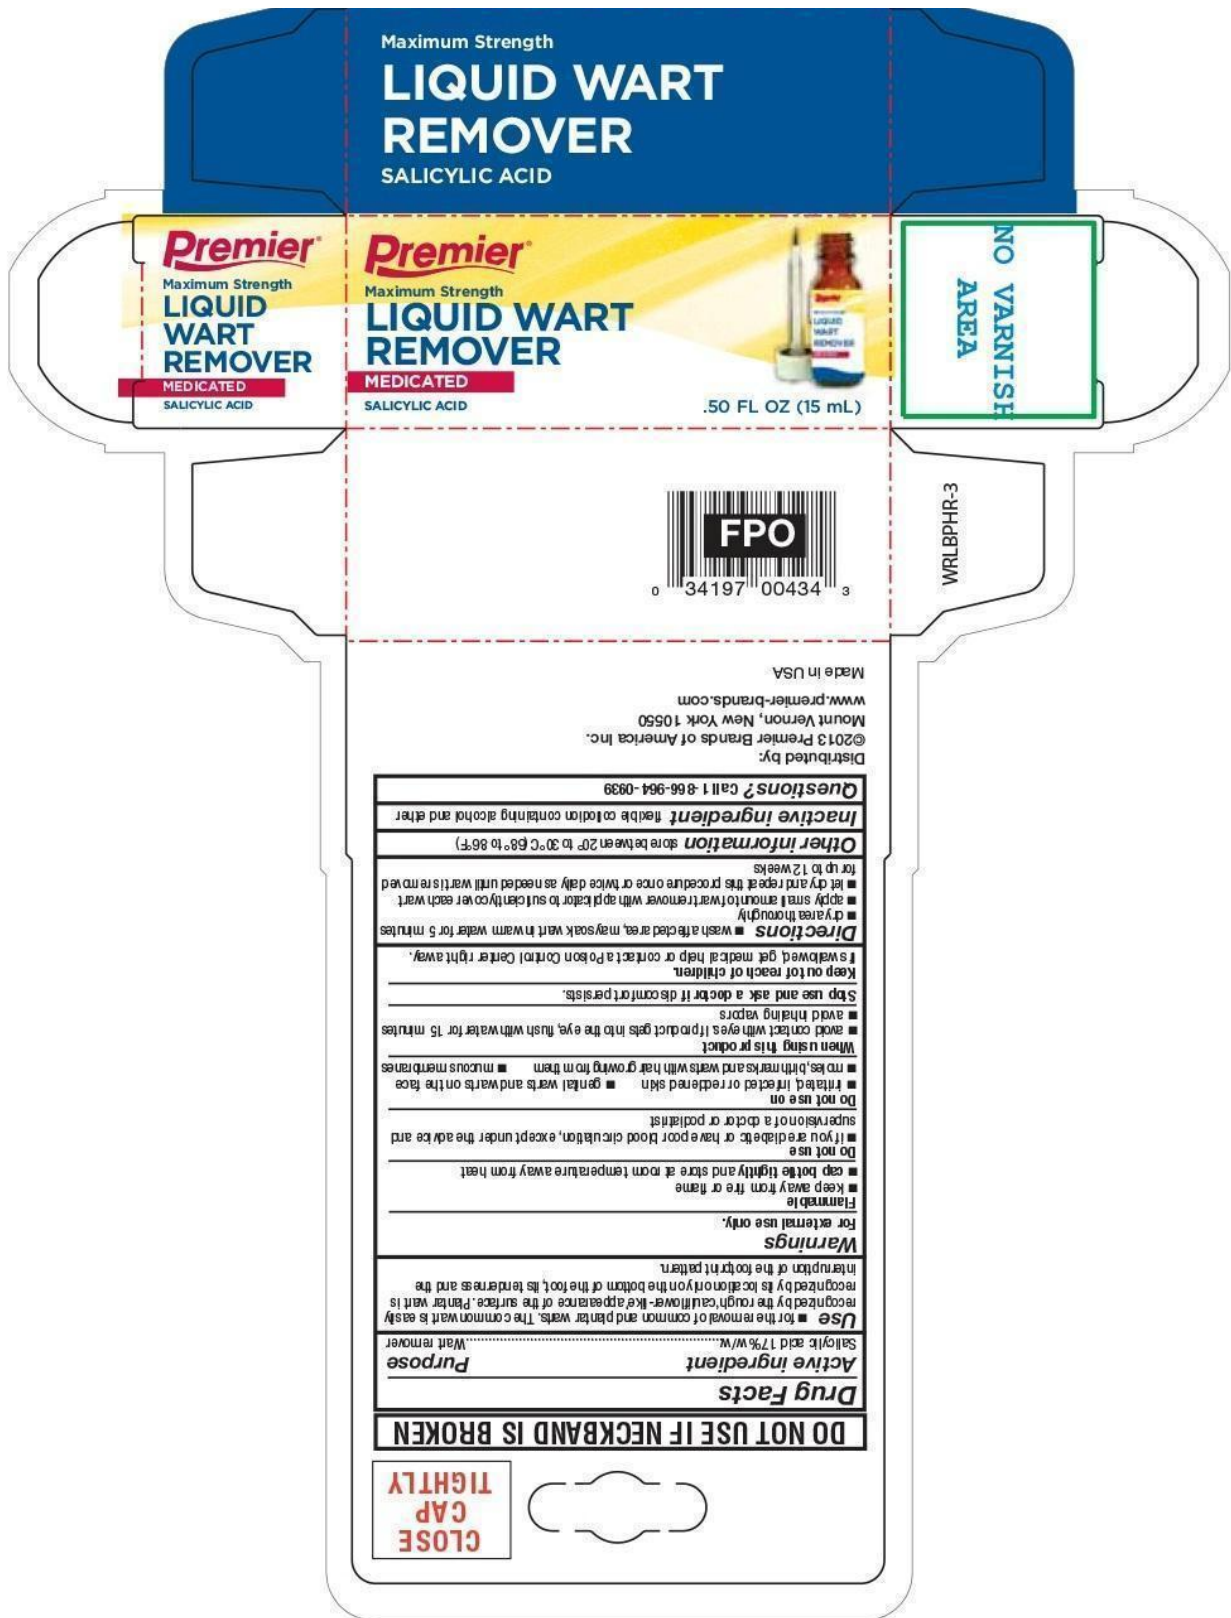 Maximum Strength
LIQUID WART
REMOVER
SALICYLIC ACID
Premier®
Maximum Strength
LIQUID
WART
REMOVER
MEDICATED
SALICYLIC ACID
Premier®
Maximum Strength
LIQUID WART
REMOVER
MEDICATED
SALICYLIC ACID
.50 FL OZ (15 mL)
Premier
LIQUID
WART
REMOVER
NO VARNISH
AREA
FPO
0 34197 00434 3
WRLBPHR-3
CLOSE
CAP
TIGHTLY
DO NOT USE IF NECKBAND IS BROKEN
Drug Facts
Active ingredient Purpose
Salicylic acid 17% w/w.......Wart remover
Use ■ for the removal of common and plantar warts. The common wart is easily
recognized by the rough 'cauliflower-like' appearance of the surface. Plantar wart is
recognized by its location only on the bottom of the foot, its tenderness and the
interruption of the footprint pattern.
Warnings
For external use only.
Flammable
■ keep away from fire or flame
■ cap bottle tightly and store at room temperature away from heat
Do not use
■ if you are diabetic or have poor blood circulation, except under the advice and
supervision of a doctor or podiatrist
Do not use on
■ irritated, infected or reddened skin ■ genital warts and warts on the face
■ moles, birthmarks and warts with hair growing from them ■ mucous membranes
When using this product
■ avoid contact with eyes. if product gets into the eye, flush with water for 15 minutes
■ avoid inhaling vapors
Stop use and ask a doctor if discomfort persists.
Keep out of reach of children.
If swallowed, get medical help or contact a Poison Control Center right away.
Directions ■ wash affected area, may soak wart in warm water for 5 minutes
■ dry area thoroughly
■ apply small amount of wart remover with applicator to sufficiently cover each wart
■ let dry and repeat this procedure once or twice daily as needed until wart is removed
for up to 12 weeks
Other information store between 20° to 30°C (68° to 86°F)
Inactive ingredient flexible collodion containing alcohol and ether
Questions? Call 1-866-964-0939
Distributed by:
©2013 Premier Brands of America Inc.
Mount Vernon, New York 10550
www.premier-brands.com
Made in USA